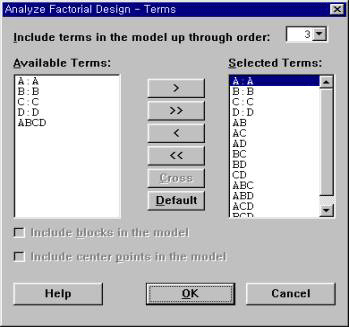 Analyze Factorial Design - Terms
Include terms in the model up through order: 3
Available Terms:
A:A
B:B
C:C
D:D
ABCD
>
>>
<
<<
Cross
Default
Selected Terms:
A:A
B:B
C:C
D:D
AB
AC
AD
BC
BD
CD
ABC
ABD
ACD
BCD
Include blocks in the model
Include center points in the model
Help
OK
Cancel